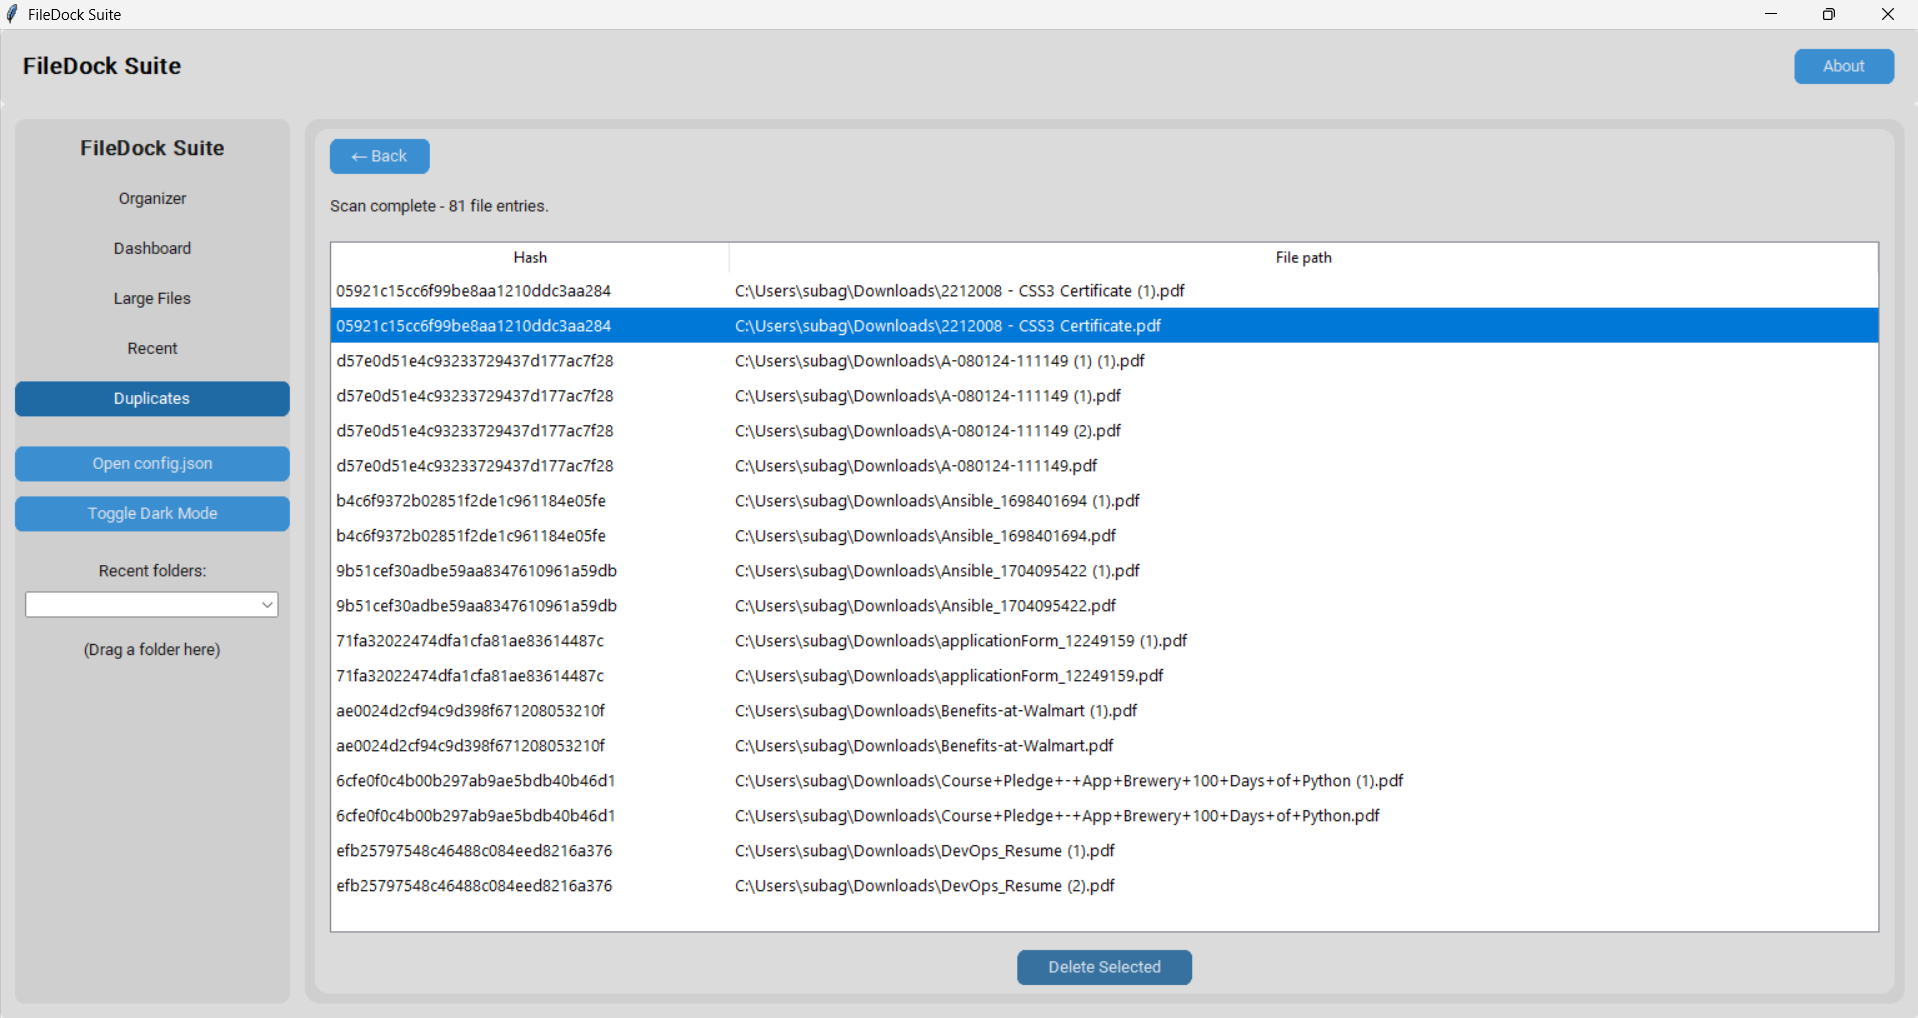 FileDock Suite
FileDock Suite
About
FileDock Suite
Organizer
Dashboard
Large Files
Recent
Duplicates
Open config.json
Toggle Dark Mode
Recent folders:
(Drag a folder here)
← Back
Scan complete - 81 file entries.
Hash File path
05921c15cc6f99be8aa1210ddc3aa284 C:\Users\subag\Downloads\2212008 - CSS3 Certificate (1).pdf
05921c15cc6f99be8aa1210ddc3aa284 C:\Users\subag\Downloads\2212008 - CSS3 Certificate.pdf
d57e0d51e4c93233729437d177ac7f28 C:\Users\subag\Downloads\A-080124-111149 (1) (1).pdf
d57e0d51e4c93233729437d177ac7f28 C:\Users\subag\Downloads\A-080124-111149 (1).pdf
d57e0d51e4c93233729437d177ac7f28 C:\Users\subag\Downloads\A-080124-111149 (2).pdf
d57e0d51e4c93233729437d177ac7f28 C:\Users\subag\Downloads\A-080124-111149.pdf
b4c6f9372b02851f2de1c961184e05fe C:\Users\subag\Downloads\Ansible_1698401694 (1).pdf
b4c6f9372b02851f2de1c961184e05fe C:\Users\subag\Downloads\Ansible_1698401694.pdf
9b51cef30adbe59aa8347610961a59db C:\Users\subag\Downloads\Ansible_1704095422 (1).pdf
9b51cef30adbe59aa8347610961a59db C:\Users\subag\Downloads\Ansible_1704095422.pdf
71fa32022474dfa1cfa81ae83614487c C:\Users\subag\Downloads\applicationForm_12249159 (1).pdf
71fa32022474dfa1cfa81ae83614487c C:\Users\subag\Downloads\applicationForm_12249159.pdf
ae0024d2cf94c9d398f671208053210f C:\Users\subag\Downloads\Benefits-at-Walmart (1).pdf
ae0024d2cf94c9d398f671208053210f C:\Users\subag\Downloads\Benefits-at-Walmart.pdf
6cfe0f0c4b00b297ab9ae5bdb40b46d1 C:\Users\subag\Downloads\Course+Pledge+-+App+Brewery+100+Days+of+Python (1).pdf
6cfe0f0c4b00b297ab9ae5bdb40b46d1 C:\Users\subag\Downloads\Course+Pledge+-+App+Brewery+100+Days+of+Python.pdf
efb25797548c46488c084eed8216a376 C:\Users\subag\Downloads\DevOps_Resume (1).pdf
efb25797548c46488c084eed8216a376 C:\Users\subag\Downloads\DevOps_Resume (2).pdf
Delete Selected